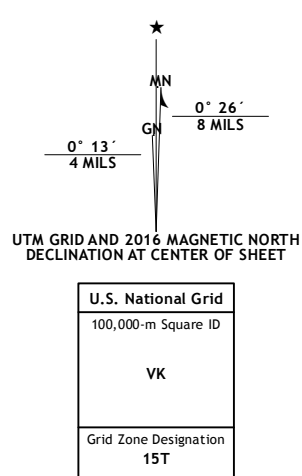 ★
MN
0° 26´
8 MILS
GN
0° 13´
4 MILS
UTM GRID AND 2016 MAGNETIC NORTH
DECLINATION AT CENTER OF SHEET
U.S. National Grid
100,000-m Square ID
VK
Grid Zone Designation
15T